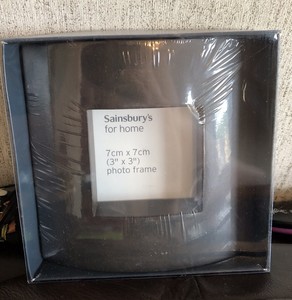 Sainsbury's
for home
7cm x 7cm
(3" x 3")
photo frame